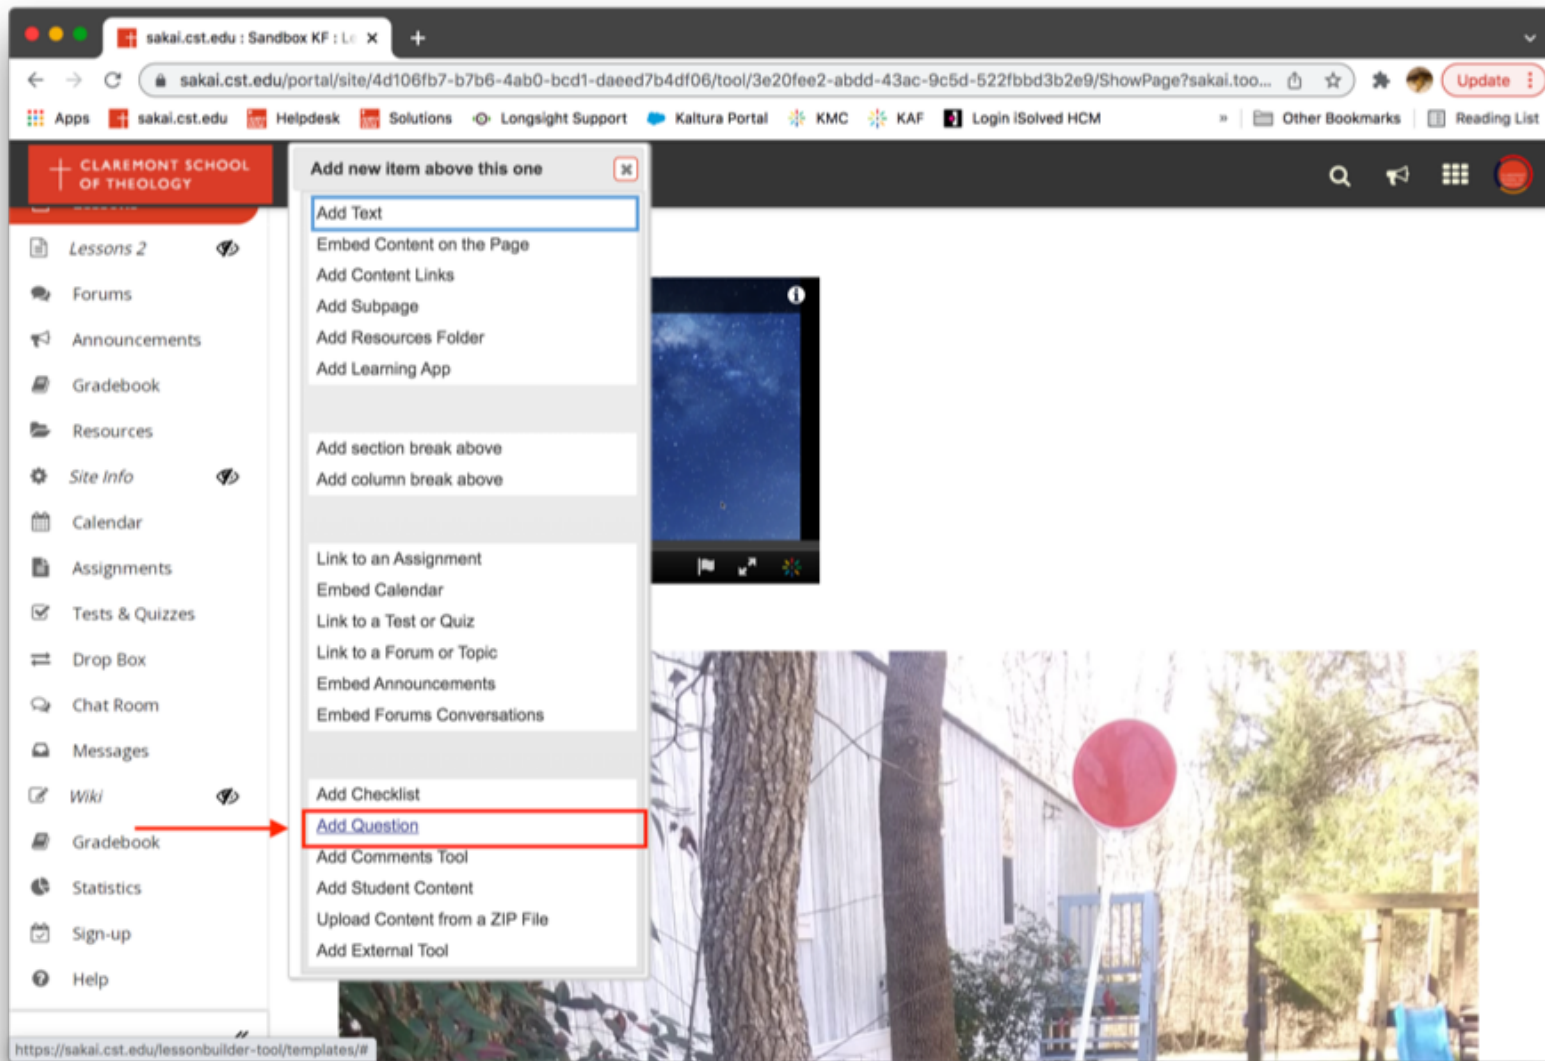 sakai.cst.edu : Sandbox KF : Le
sakai.cst.edu/portal/site/4d106fb7-b7b6-4ab0-bcd1-daeed7b4df06/tool/3e20fee2-abdd-43ac-9c5d-522fbbd3b2e9/ShowPage?sakai.too...
Update
Apps
sakai.cst.edu
Helpdesk
Solutions
Longsight Support
Kaltura Portal
KMC
KAF
Login iSolved HCM
»
Other Bookmarks
Reading List
CLAREMONT SCHOOL
OF THEOLOGY
Lessons
Lessons 2
Forums
Announcements
Gradebook
Resources
Site Info
Calendar
Assignments
Tests & Quizzes
Drop Box
Chat Room
Messages
Wiki
Gradebook
Statistics
Sign-up
Help
Add new item above this one
Add Text
Embed Content on the Page
Add Content Links
Add Subpage
Add Resources Folder
Add Learning App
Add section break above
Add column break above
Link to an Assignment
Embed Calendar
Link to a Test or Quiz
Link to a Forum or Topic
Embed Announcements
Embed Forums Conversations
Add Checklist
Add Question
Add Comments Tool
Add Student Content
Upload Content from a ZIP File
Add External Tool
https://sakai.cst.edu/lessonbuilder-tool/templates/#